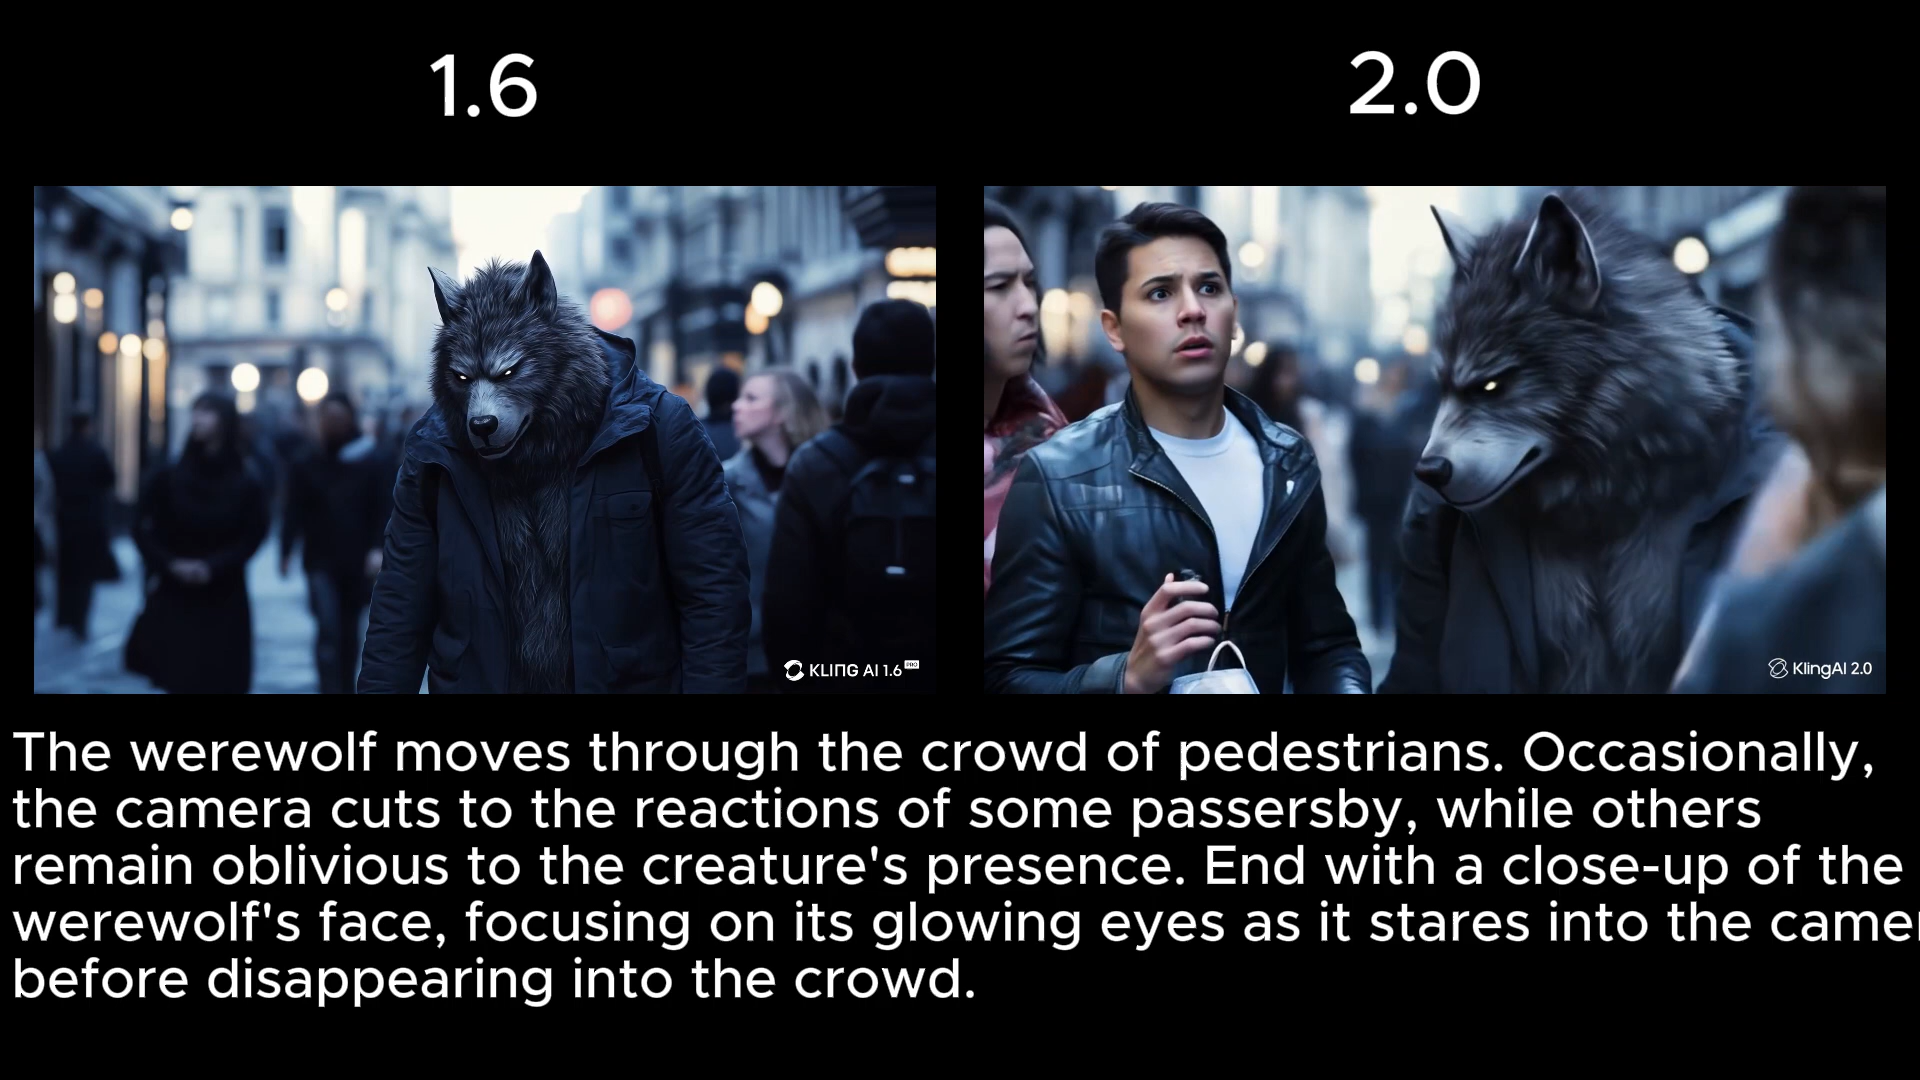 1.6
2.0
KLING AI 1.6 PRO
KlingAI 2.0
The werewolf moves through the crowd of pedestrians. Occasionally,
the camera cuts to the reactions of some passersby, while others
remain oblivious to the creature's presence. End with a close-up of the
werewolf's face, focusing on its glowing eyes as it stares into the camer
before disappearing into the crowd.